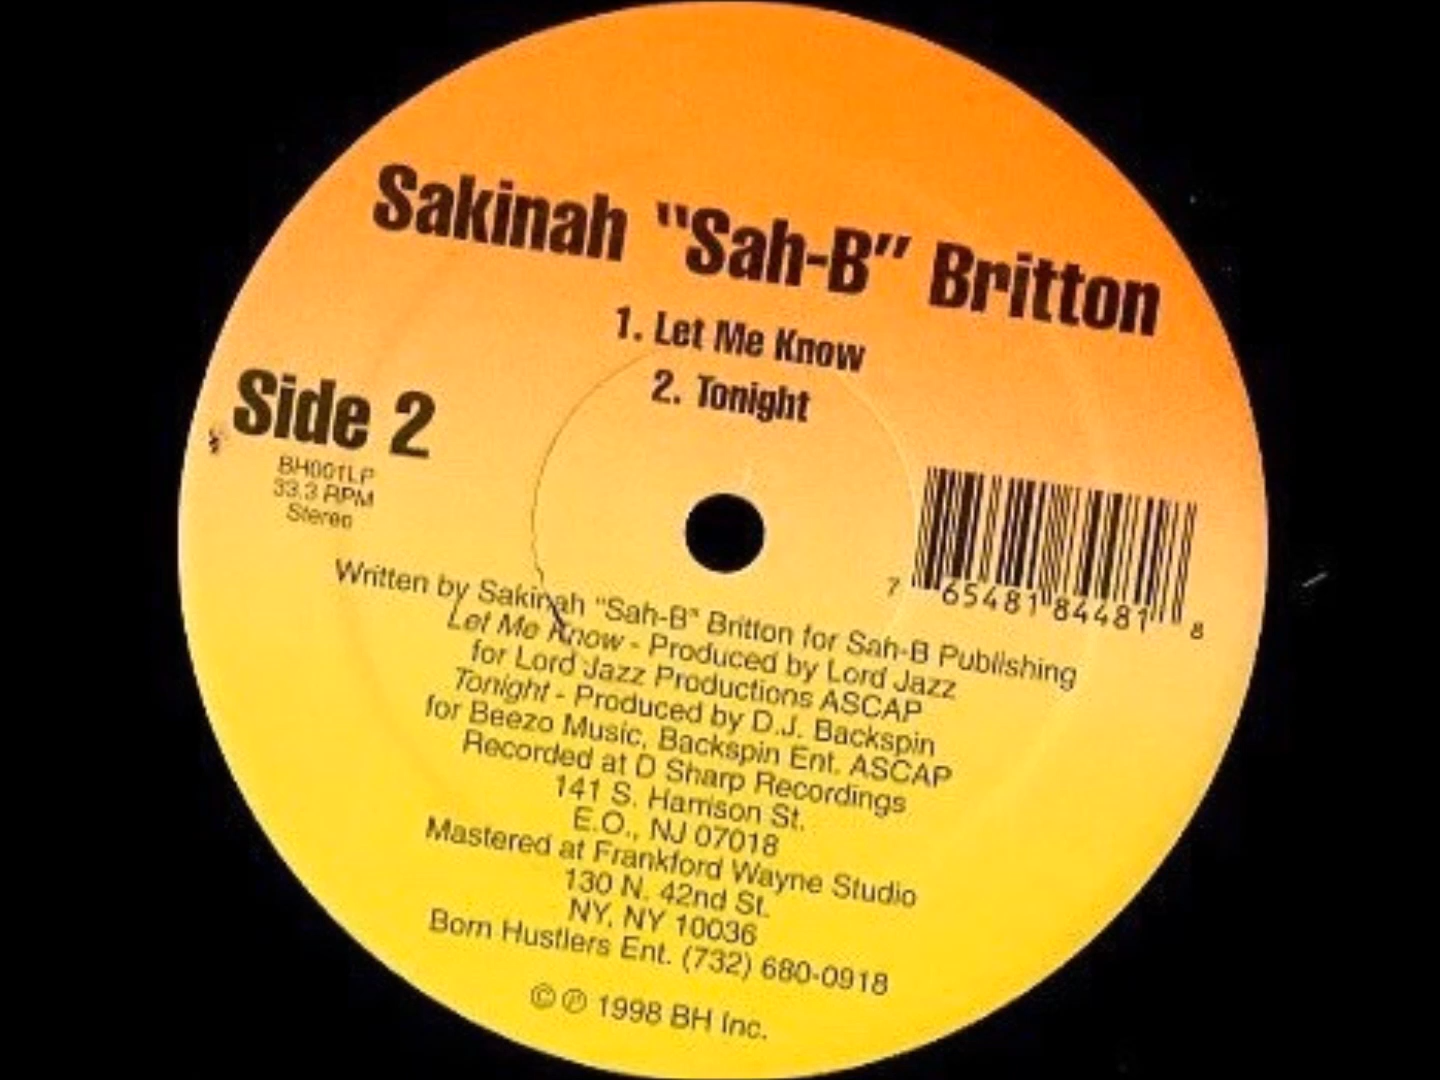 Sakinah "Sah-B" Britton
1. Let Me Know
2. Tonight
Side 2
BH001LP
33.3 RPM
Stereo
7 65481 84481 8
Written by Sakinah "Sah-B" Britton for Sah-B Publishing
Let Me Know - Produced by Lord Jazz
for Lord Jazz Productions ASCAP
Tonight - Produced by D.J. Backspin
for Beezo Music, Backspin Ent. ASCAP
Recorded at D Sharp Recordings
141 S. Harrison St.
E.O., NJ 07018
Mastered at Frankford Wayne Studio
130 N. 42nd St.
NY, NY 10036
Born Hustlers Ent. (732) 680-0918
© ℗ 1998 BH Inc.